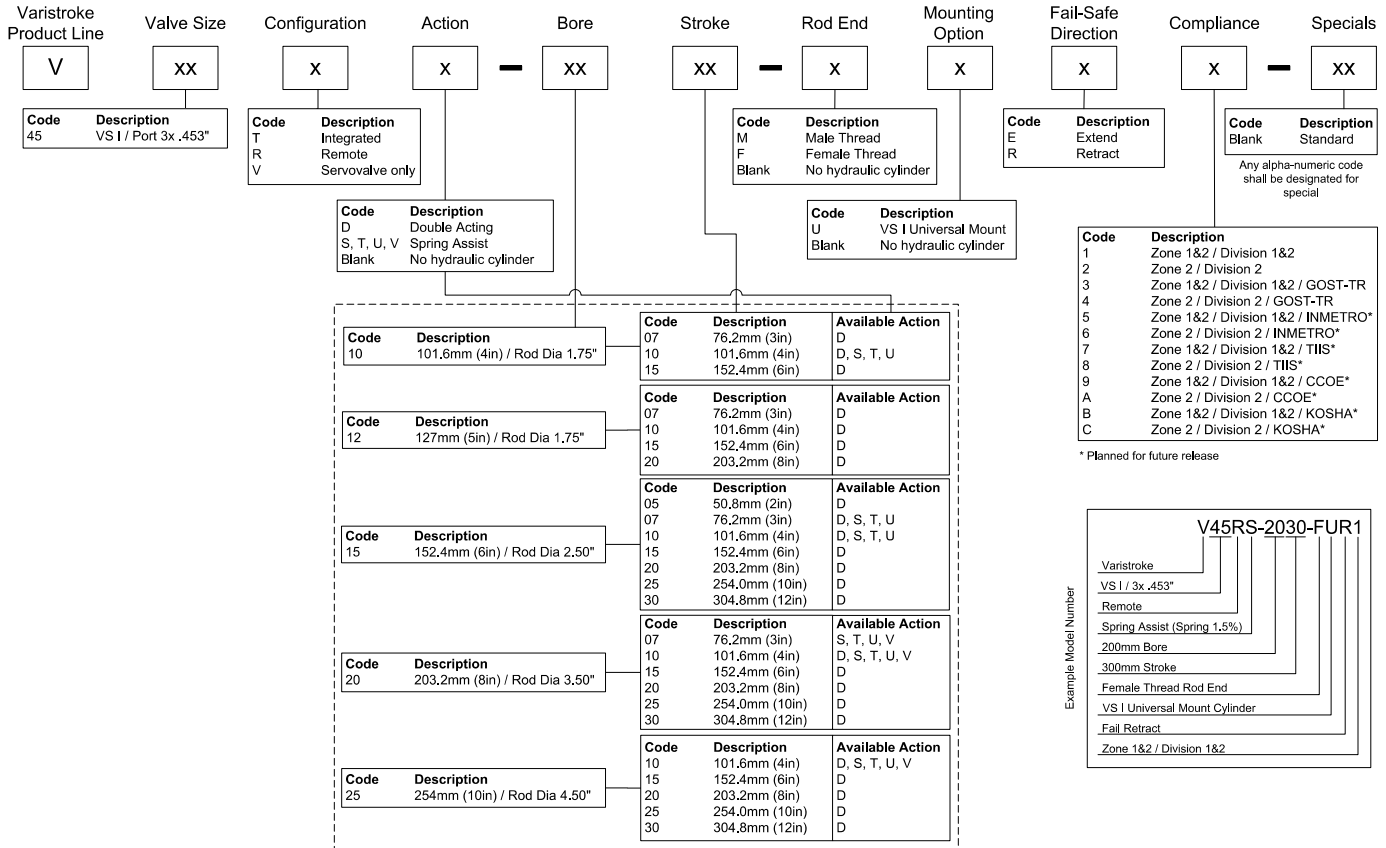 Varistroke Product Line
Valve Size
Configuration
Action
Bore
Stroke
Rod End
Mounting Option
Fail-Safe Direction
Compliance
Specials
V xx x x – xx xx – x x x x – xx
Code Description
45 VS I / Port 3x .453"
Code Description
T Integrated
R Remote
V Servovalve only
Code Description
M Male Thread
F Female Thread
Blank No hydraulic cylinder
Code Description
E Extend
R Retract
Code Description
Blank Standard
Any alpha-numeric code
shall be designated for
special
Code Description
D Double Acting
S, T, U, V Spring Assist
Blank No hydraulic cylinder
Code Description
U VS I Universal Mount
Blank No hydraulic cylinder
Code Description
1 Zone 1&2 / Division 1&2
2 Zone 2 / Division 2
3 Zone 1&2 / Division 1&2 / GOST-TR
4 Zone 2 / Division 2 / GOST-TR
5 Zone 1&2 / Division 1&2 / INMETRO*
6 Zone 2 / Division 2 / INMETRO*
7 Zone 1&2 / Division 1&2 / TIIS*
8 Zone 2 / Division 2 / TIIS*
9 Zone 1&2 / Division 1&2 / CCOE*
A Zone 2 / Division 2 / CCOE*
B Zone 1&2 / Division 1&2 / KOSHA*
C Zone 2 / Division 2 / KOSHA*
* Planned for future release
Code Description
10 101.6mm (4in) / Rod Dia 1.75"
Code Description Available Action
07 76.2mm (3in) D
10 101.6mm (4in) D, S, T, U
15 152.4mm (6in) D
Code Description
12 127mm (5in) / Rod Dia 1.75"
Code Description Available Action
07 76.2mm (3in) D
10 101.6mm (4in) D
15 152.4mm (6in) D
20 203.2mm (8in) D
Code Description
15 152.4mm (6in) / Rod Dia 2.50"
Code Description Available Action
05 50.8mm (2in) D
07 76.2mm (3in) D, S, T, U
10 101.6mm (4in) D, S, T, U
15 152.4mm (6in) D
20 203.2mm (8in) D
25 254.0mm (10in) D
30 304.8mm (12in) D
Code Description
20 203.2mm (8in) / Rod Dia 3.50"
Code Description Available Action
07 76.2mm (3in) S, T, U, V
10 101.6mm (4in) D, S, T, U, V
15 152.4mm (6in) D
20 203.2mm (8in) D
25 254.0mm (10in) D
30 304.8mm (12in) D
Code Description
25 254mm (10in) / Rod Dia 4.50"
Code Description Available Action
10 101.6mm (4in) D, S, T, U, V
15 152.4mm (6in) D
20 203.2mm (8in) D
25 254.0mm (10in) D
30 304.8mm (12in) D
Example Model Number
V45RS-2030-FUR1
Varistroke
VS I / 3x .453"
Remote
Spring Assist (Spring 1.5%)
200mm Bore
300mm Stroke
Female Thread Rod End
VS I Universal Mount Cylinder
Fail Retract
Zone 1&2 / Division 1&2